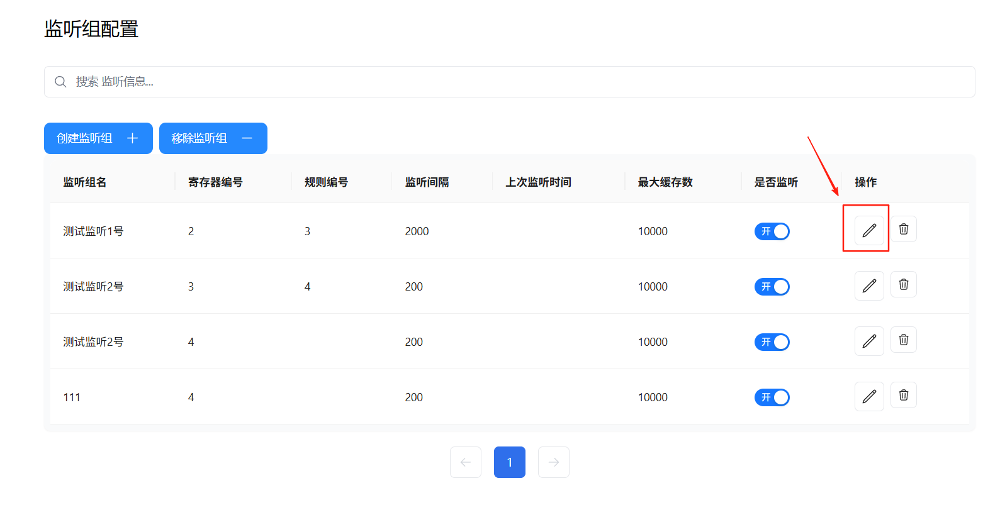 监听组配置
搜索 监听信息...
创建监听组 移除监听组
监听组名 寄存器编号 规则编号 监听间隔 上次监听时间 最大缓存数 是否监听 操作
测试监听1号 2 3 2000 10000 开
测试监听2号 3 4 200 10000 开
测试监听2号 4 200 10000 开
111 4 200 10000 开
1